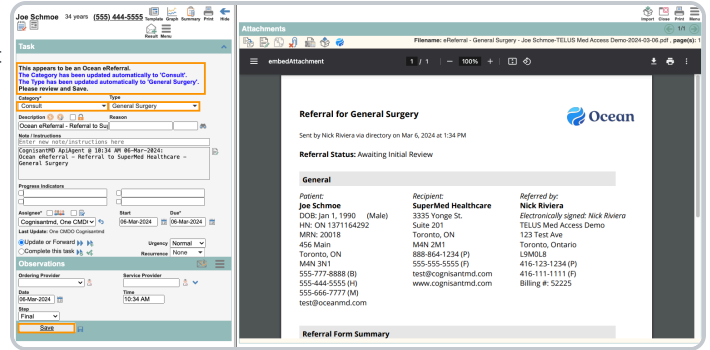 Joe Schmoe 34 years (555) 444-5555 Template Graph Summary Print Hide
Result Menu
Task
This appears to be an Ocean eReferral.
The Category has been updated automatically to 'Consult'.
The Type has been updated automatically to 'General Surgery'.
Please review and Save.
Category* Type
Consult General Surgery
Description Reason
Ocean eReferral - Referral to Sup
Note / Instructions
Enter new note/instructions here
CognisantMD ApiAgent @ 10:34 AM 06-Mar-2024:
Ocean eReferral - Referral to SuperMed Healthcare -
General Surgery
Progress Indicators
Assignee* Start Due*
Cognisantmd, One CMDO 06-Mar-2024 06-Mar-2024
Last Update: One CMDO Cognisantmd
Update or Forward Urgency Normal
Complete this task Recurrence None
Observations
Ordering Provider Service Provider
Date Time
06-Mar-2024 10:34 AM
Step
Final
Save
Import Close Print Menu
Attachments 1/1
Filename: eReferral - General Surgery - Joe Schmoe-TELUS Med Access Demo-2024-03-06.pdf , page(s): 1
embedAttachment 1 / 1 100%
Referral for General Surgery
Ocean
Sent by Nick Riviera via directory on Mar 6, 2024 at 1:34 PM
Referral Status: Awaiting Initial Review
General
Patient: Recipient: Referred by:
Joe Schmoe SuperMed Healthcare Nick Riviera
DOB: Jan 1, 1990 (Male) 3335 Yonge St. Electronically signed: Nick Riviera
HN: ON 1371164292 Suite 201 TELUS Med Access Demo
MRN: 20018 Toronto, ON 123 Test Ave
456 Main M4N 2M1 Toronto, Ontario
Toronto, ON 888-864-1234 (P) L9M0L8
M4N 3N1 555-555-5555 (F) 416-123-1234 (P)
555-777-8888 (B) test@cognisantmd.com 416-111-1111 (F)
555-444-5555 (H) www.cognisantmd.com Billing #: 52225
555-666-7777 (M)
test@oceanmd.com
Referral Form Summary